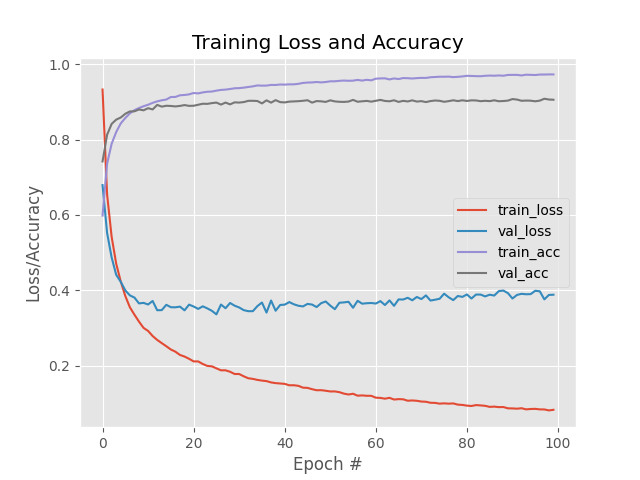 Training Loss and Accuracy
1.0
0.8
0.6
0.4
0.2
Loss/Accuracy
train_loss
val_loss
train_acc
val_acc
0 20 40 60 80 100
Epoch #